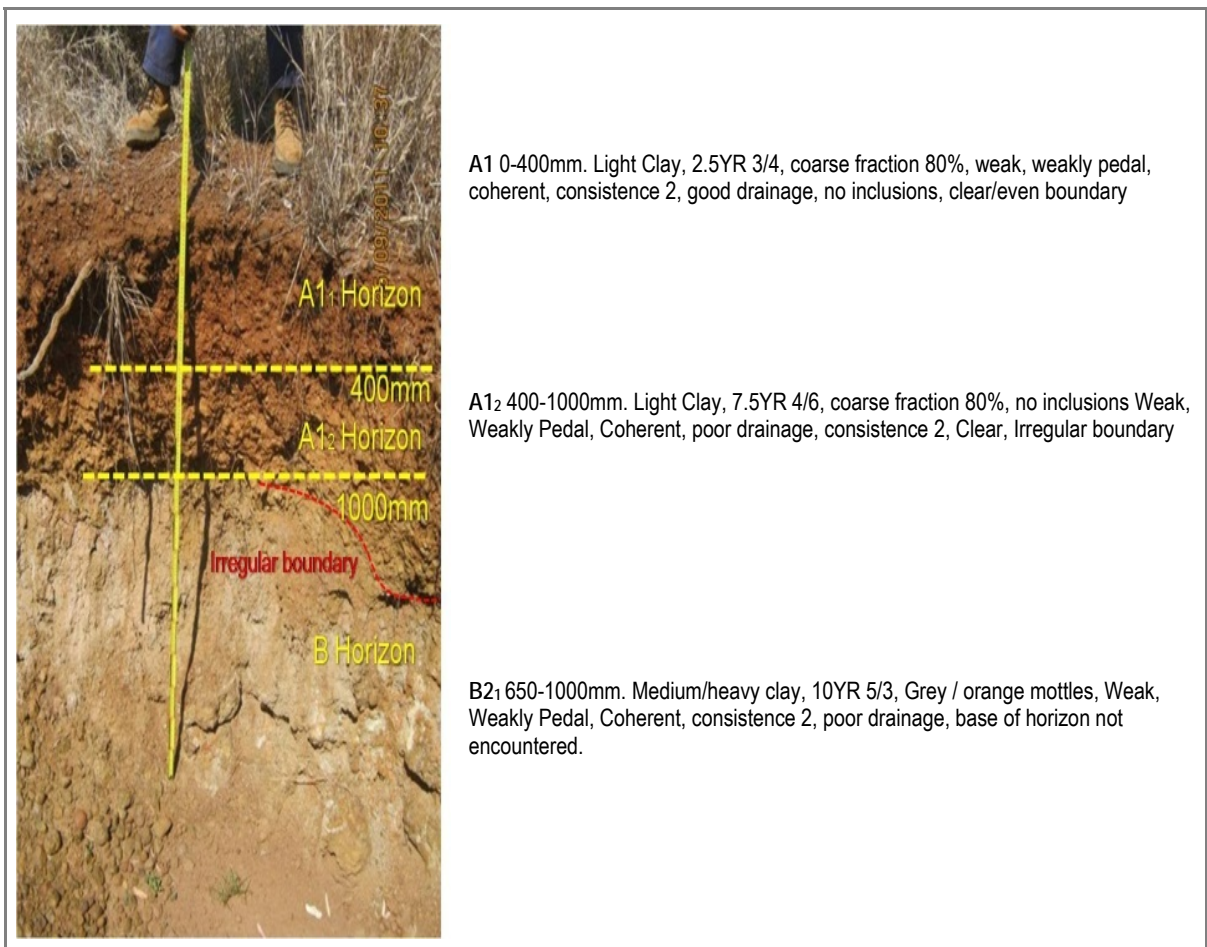 A1₁ Horizon
400mm
A1₂ Horizon
1000mm
Irregular boundary
B Horizon
/09/2011 10:37
A1 0-400mm. Light Clay, 2.5YR 3/4, coarse fraction 80%, weak, weakly pedal,
coherent, consistence 2, good drainage, no inclusions, clear/even boundary
A1₂ 400-1000mm. Light Clay, 7.5YR 4/6, coarse fraction 80%, no inclusions Weak,
Weakly Pedal, Coherent, poor drainage, consistence 2, Clear, Irregular boundary
B2₁ 650-1000mm. Medium/heavy clay, 10YR 5/3, Grey / orange mottles, Weak,
Weakly Pedal, Coherent, consistence 2, poor drainage, base of horizon not
encountered.